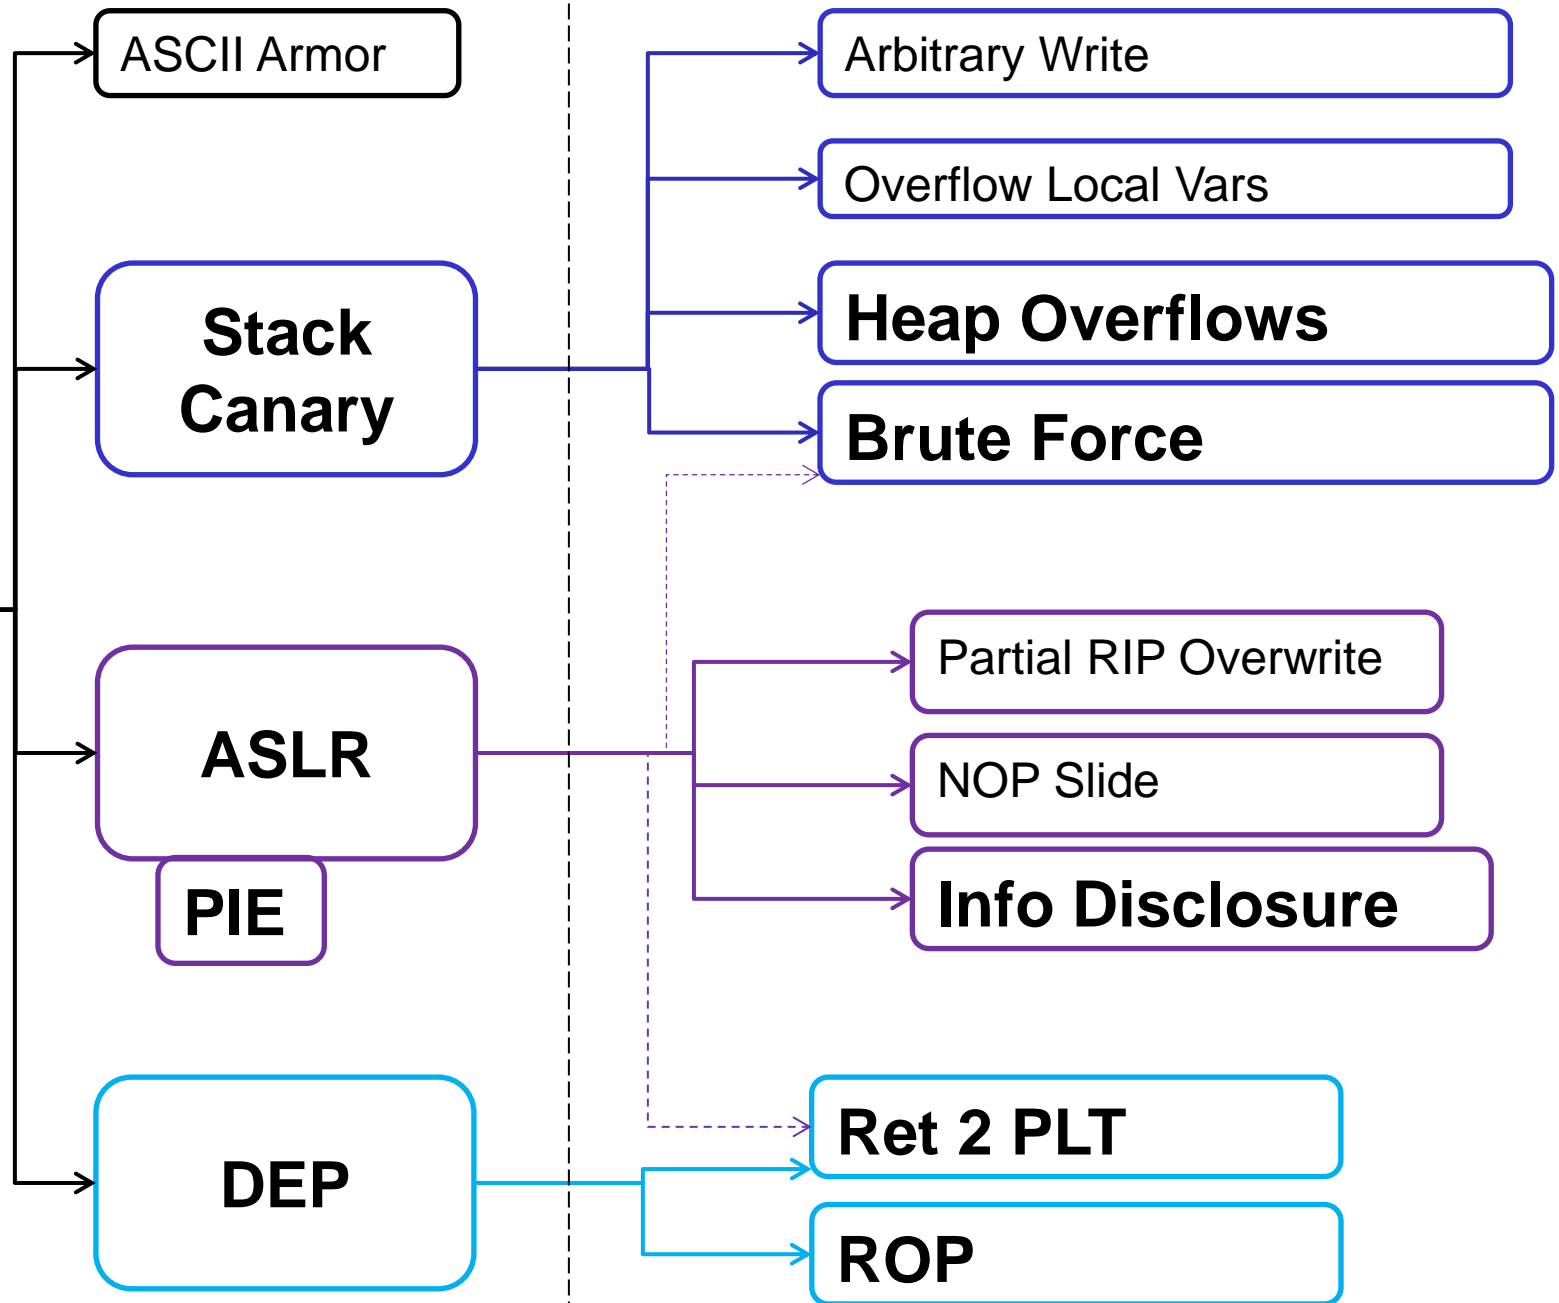 ASCII Armor
Stack
Canary
ASLR
PIE
DEP
Arbitrary Write
Overflow Local Vars
Heap Overflows
Brute Force
Partial RIP Overwrite
NOP Slide
Info Disclosure
Ret 2 PLT
ROP